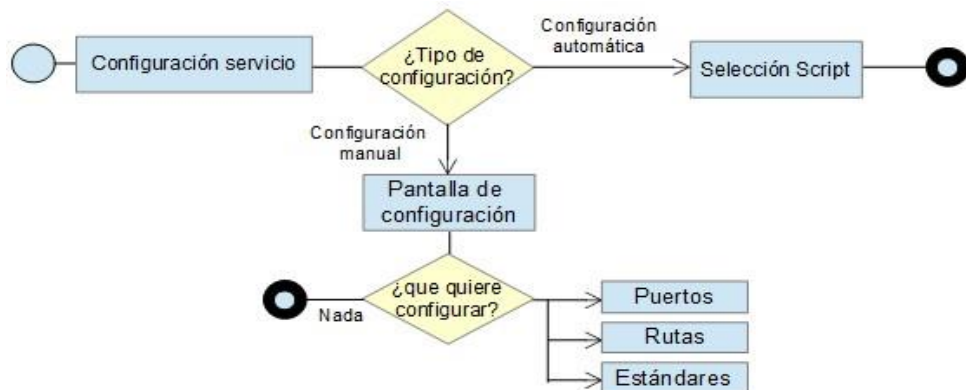 Configuración servicio
¿Tipo de
configuración?
Configuración
automática
Selección Script
Configuración
manual
Pantalla de
configuración
¿que quiere
configurar?
Nada
Puertos
Rutas
Estándares